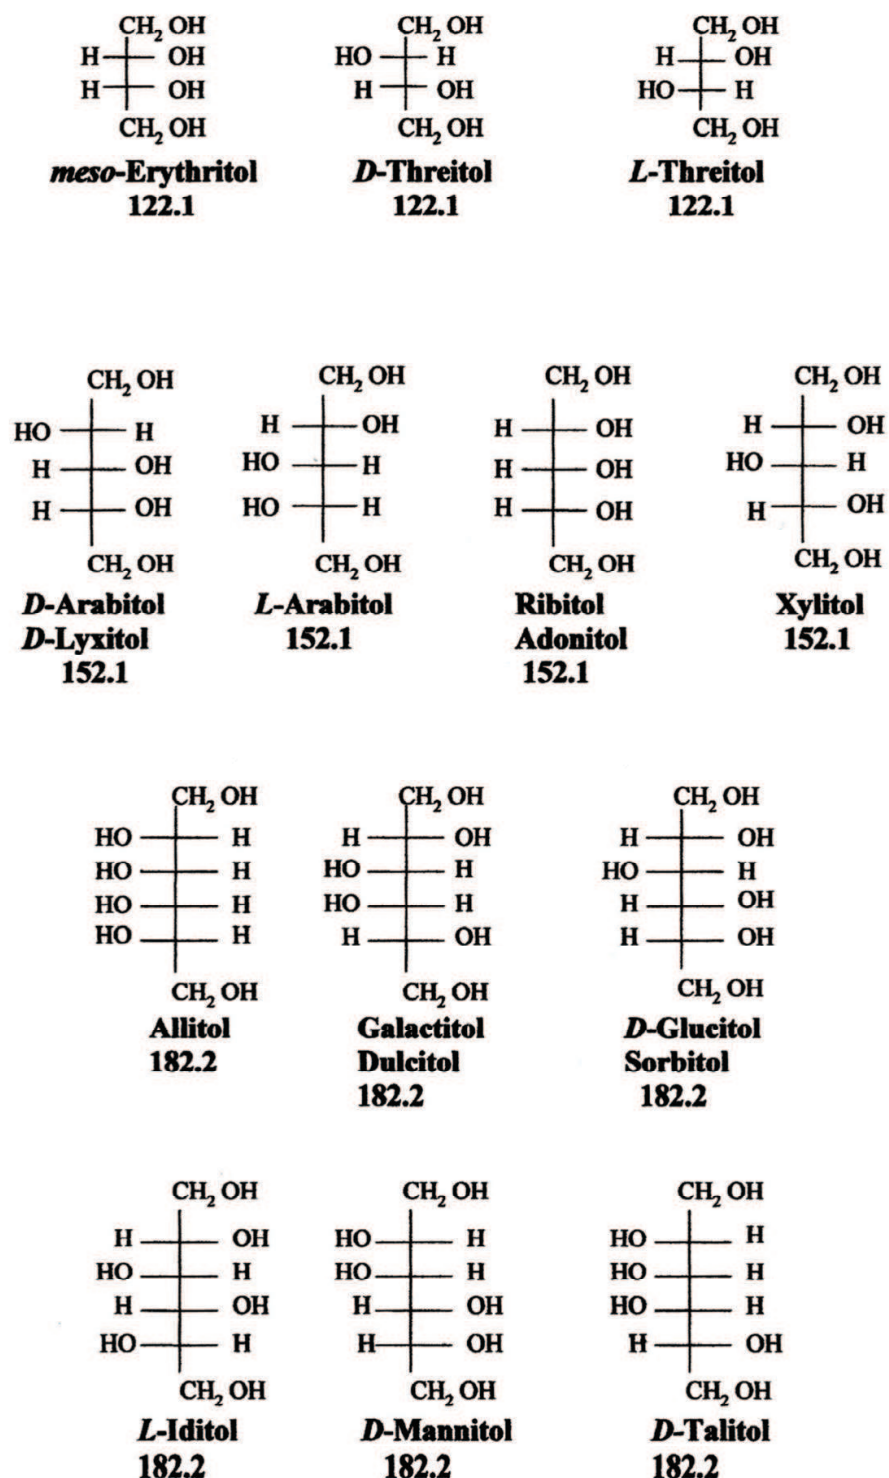 CH2 OH CH2 OH CH2 OH
H OH HO H H OH
H OH H OH HO H
CH2 OH CH2 OH CH2 OH
meso-Erythritol D-Threitol L-Threitol
122.1 122.1 122.1
CH2 OH CH2 OH CH2 OH CH2 OH
HO H H OH H OH H OH
H OH HO H H OH HO H
H OH HO H H OH H OH
CH2 OH CH2 OH CH2 OH CH2 OH
D-Arabitol L-Arabitol Ribitol Xylitol
D-Lyxitol 152.1 Adonitol 152.1
152.1 152.1
CH2 OH CH2 OH CH2 OH
HO H H OH H OH
HO H HO H HO H
HO H HO H H OH
HO H H OH H OH
CH2 OH CH2 OH CH2 OH
Allitol Galactitol D-Glucitol
182.2 Dulcitol Sorbitol
182.2 182.2
CH2 OH CH2 OH CH2 OH
H OH HO H HO H
HO H HO H HO H
H OH H OH HO H
HO H H OH H OH
CH2 OH CH2 OH CH2 OH
L-Iditol D-Mannitol D-Talitol
182.2 182.2 182.2